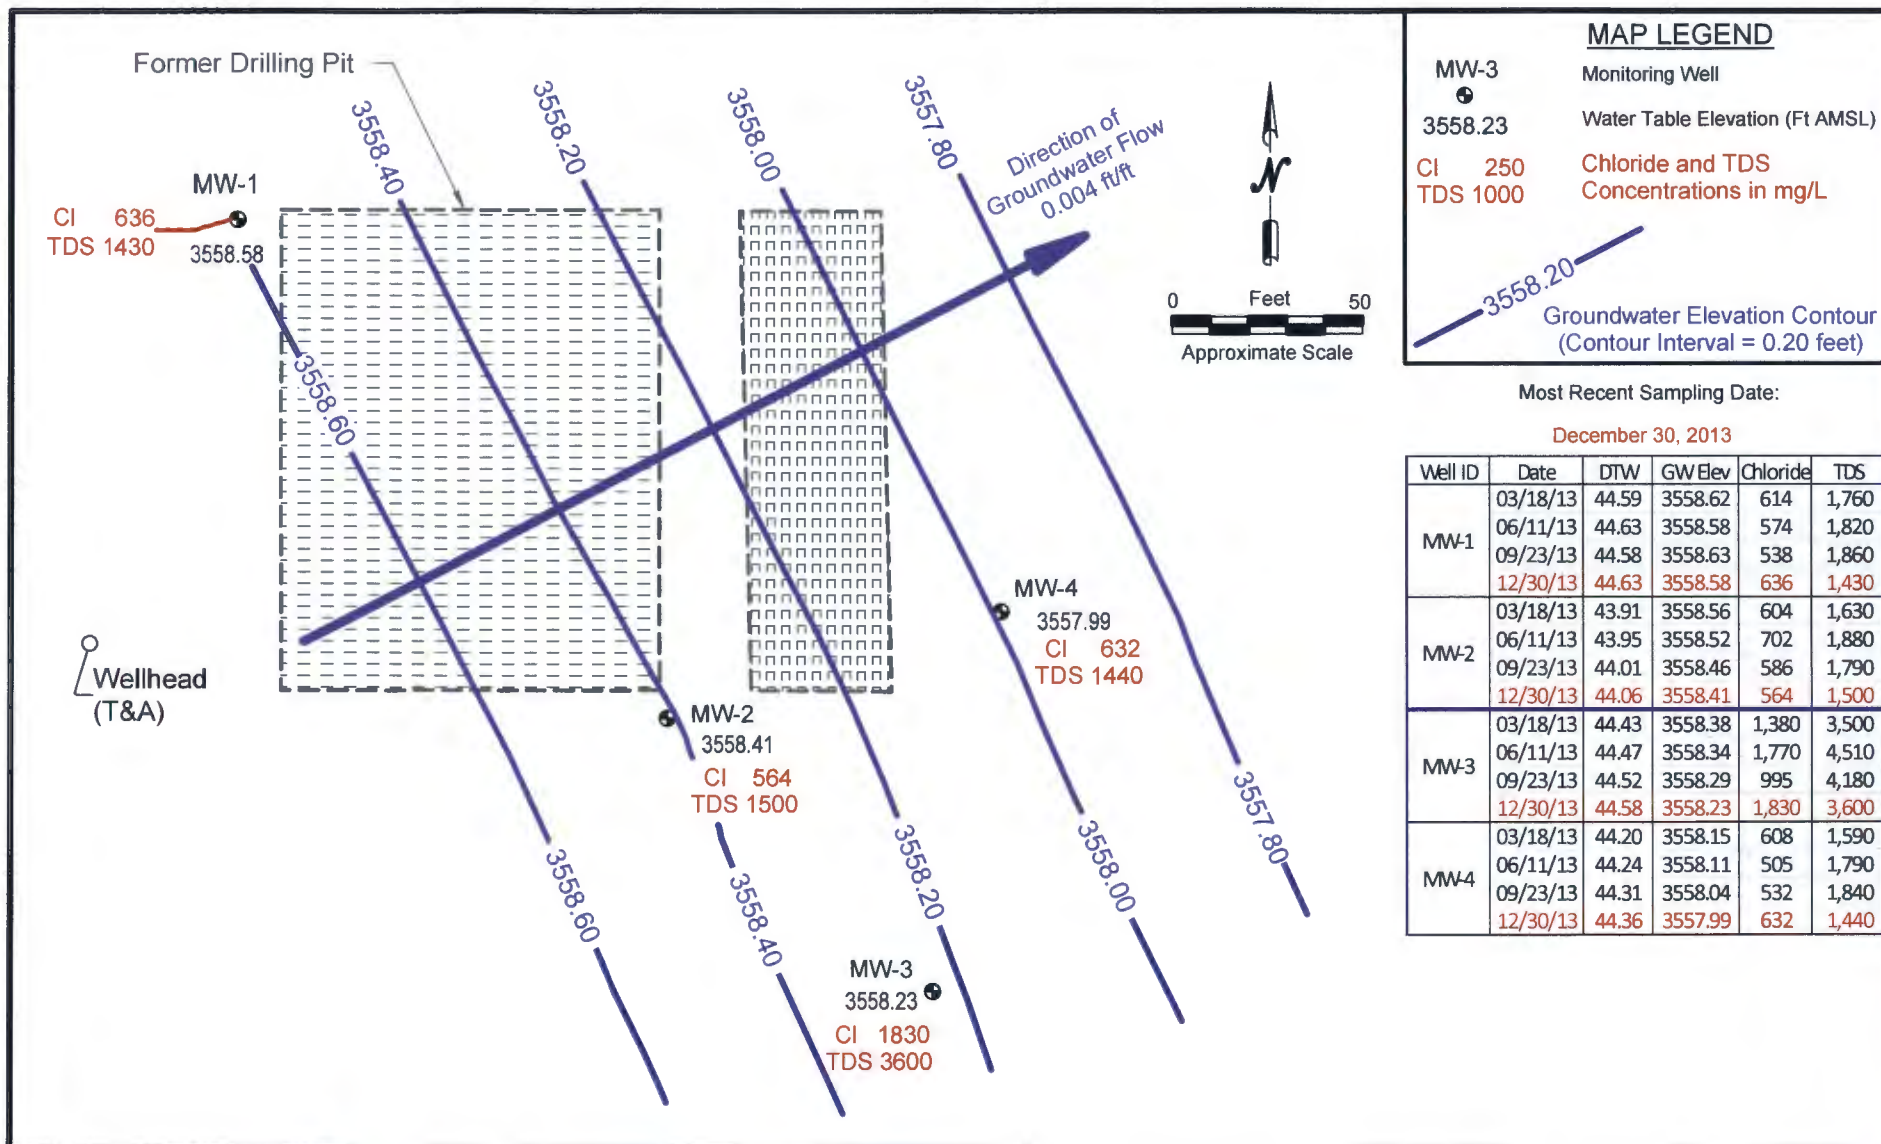 Former Drilling Pit
3558.40
3558.20
3558.00
3557.80
Direction of
Groundwater Flow
0.004 ft/ft
N
0 Feet 50
Approximate Scale
MW-1
Cl 636
TDS 1430
3558.58
3558.60
Wellhead
(T&A)
MW-2
3558.41
Cl 564
TDS 1500
MW-4
3557.99
Cl 632
TDS 1440
3558.60
3558.40
3558.20
3558.00
3557.80
MW-3
3558.23
Cl 1830
TDS 3600
MAP LEGEND
MW-3 Monitoring Well
3558.23 Water Table Elevation (Ft AMSL)
Cl 250 Chloride and TDS
TDS 1000 Concentrations in mg/L
3558.20
Groundwater Elevation Contour
(Contour Interval = 0.20 feet)
Most Recent Sampling Date:
December 30, 2013
Well ID Date DTW GW Elev Chloride TDS
MW-1
03/18/13 44.59 3558.62 614 1,760
06/11/13 44.63 3558.58 574 1,820
09/23/13 44.58 3558.63 538 1,860
12/30/13 44.63 3558.58 636 1,430
MW-2
03/18/13 43.91 3558.56 604 1,630
06/11/13 43.95 3558.52 702 1,880
09/23/13 44.01 3558.46 586 1,790
12/30/13 44.06 3558.41 564 1,500
MW-3
03/18/13 44.43 3558.38 1,380 3,500
06/11/13 44.47 3558.34 1,770 4,510
09/23/13 44.52 3558.29 995 4,180
12/30/13 44.58 3558.23 1,830 3,600
MW-4
03/18/13 44.20 3558.15 608 1,590
06/11/13 44.24 3558.11 505 1,790
09/23/13 44.31 3558.04 532 1,840
12/30/13 44.36 3557.99 632 1,440